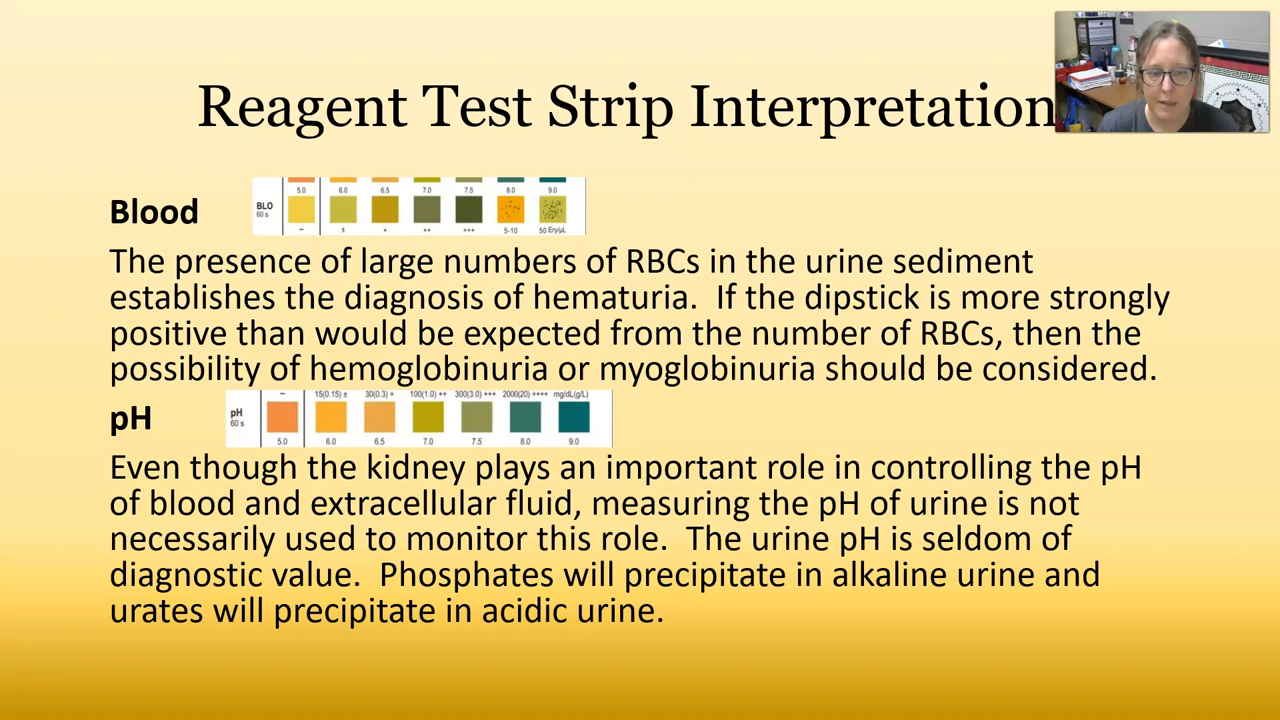 Reagent Test Strip Interpretation
5.0 6.0 6.5 7.0 7.5 8.0 9.0
Blood
BLO
60 s
– ± + ++ +++ 5-10 50 Ery/µL
The presence of large numbers of RBCs in the urine sediment
establishes the diagnosis of hematuria.  If the dipstick is more strongly
positive than would be expected from the number of RBCs, then the
possibility of hemoglobinuria or myoglobinuria should be considered.
– 15(0.15) ± 30(0.3) + 100(1.0) ++ 300(3.0) +++ 2000(20) ++++ mg/dL(g/L)
pH
pH
60 s
5.0 6.0 6.5 7.0 7.5 8.0 9.0
Even though the kidney plays an important role in controlling the pH
of blood and extracellular fluid, measuring the pH of urine is not
necessarily used to monitor this role.  The urine pH is seldom of
diagnostic value.  Phosphates will precipitate in alkaline urine and
urates will precipitate in acidic urine.